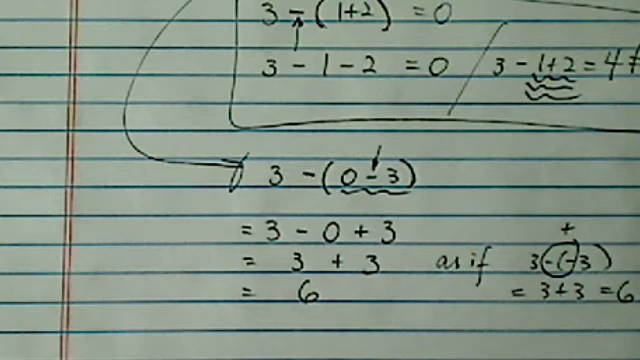 3 - (1+2) = 0
3 - 1 - 2 = 0 / 3 - 1+2 = 4 ≠
3 - (0 - 3)
= 3 - 0 + 3
= 3 + 3 as if 3-(-3) +
= 6 = 3+3 = 6